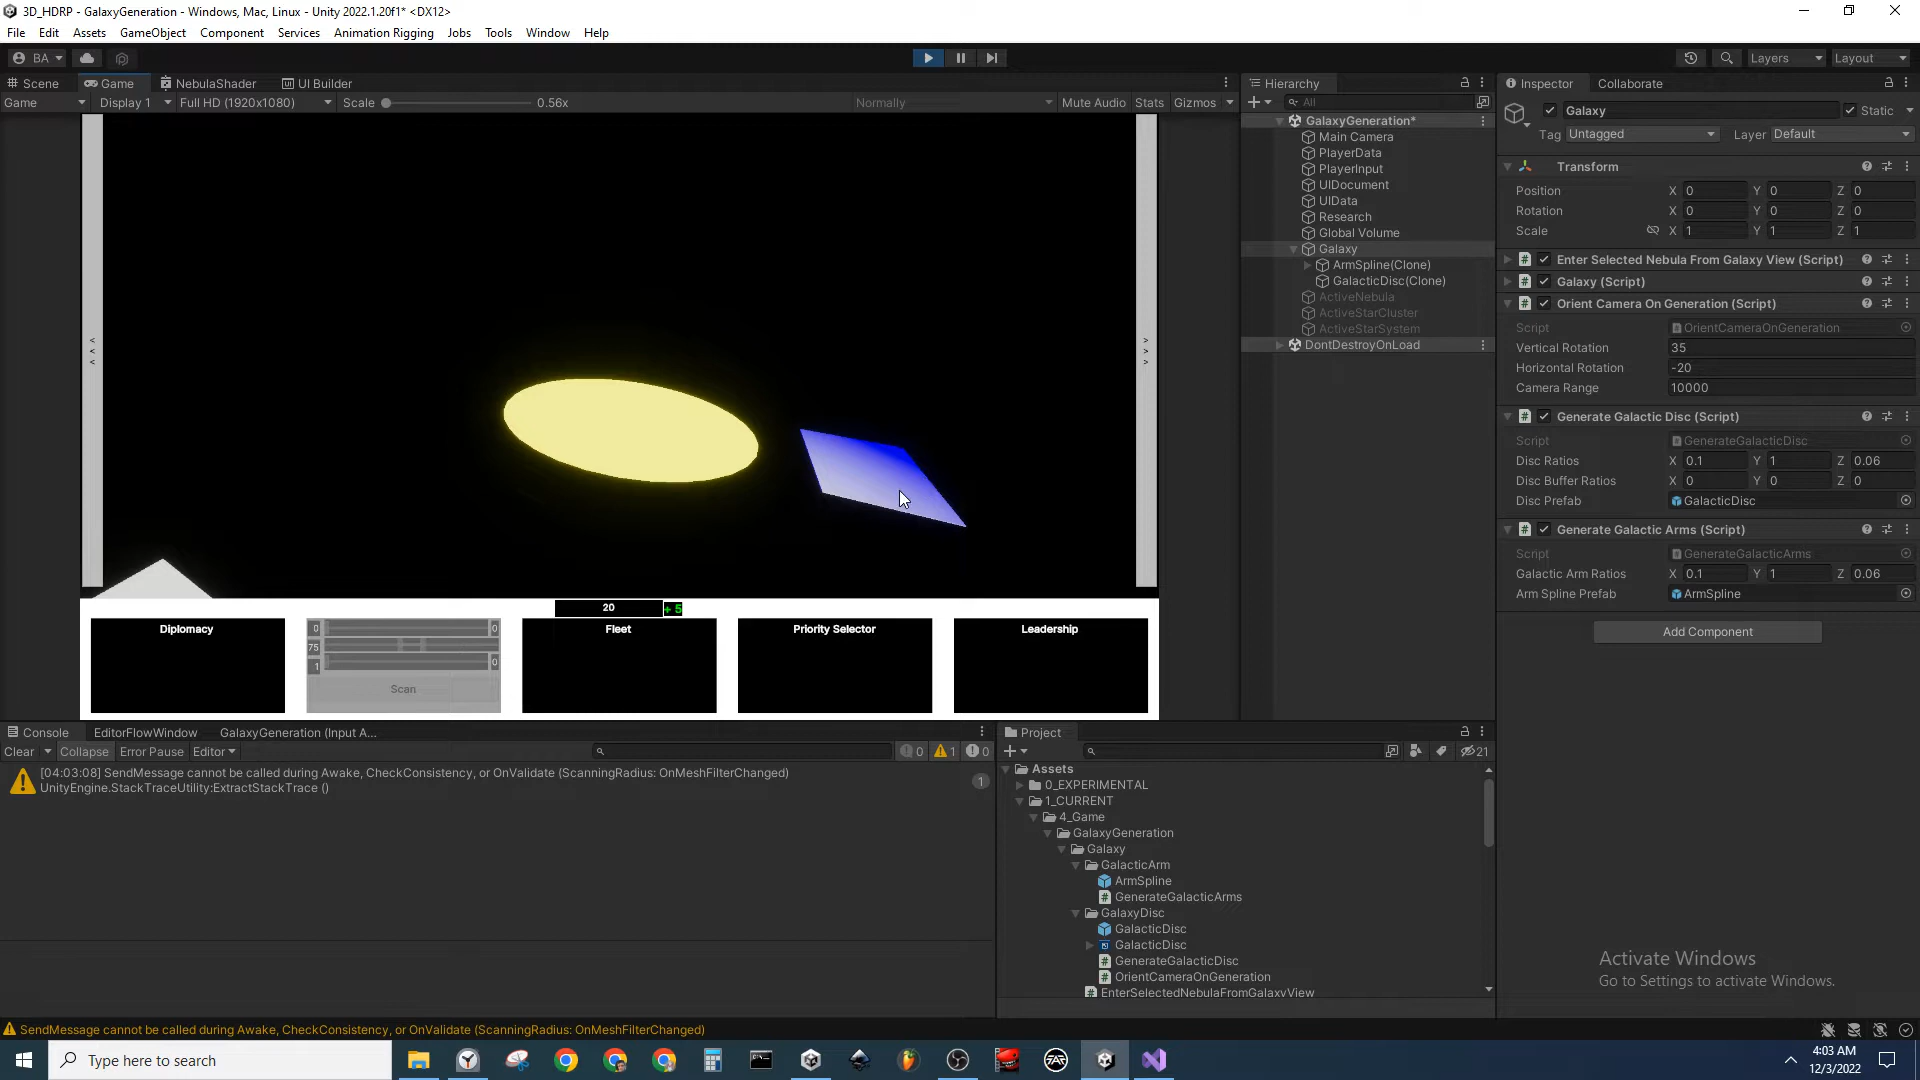 3D_HDRP - GalaxyGeneration - Windows, Mac, Linux - Unity 2022.1.20f1* <DX12>
File Edit Assets GameObject Component Services Animation Rigging Jobs Tools Window Help
BA Layers Layout
Scene Game NebulaShader UI Builder
Game Display 1 Full HD (1920x1080) Scale 0.56x Normally Mute Audio Stats Gizmos
<
<
<
>
>
>
20 + 5
Diplomacy
0 0
75
1 0
Scan
Fleet
Priority Selector
Leadership
Hierarchy
All
GalaxyGeneration*
Main Camera
PlayerData
PlayerInput
UIDocument
UIData
Research
Global Volume
Galaxy
ArmSpline(Clone)
GalacticDisc(Clone)
ActiveNebula
ActiveStarCluster
ActiveStarSystem
DontDestroyOnLoad
Inspector Collaborate
Galaxy Static
Tag Untagged Layer Default
Transform
Position X 0 Y 0 Z 0
Rotation X 0 Y 0 Z 0
Scale X 1 Y 1 Z 1
# Enter Selected Nebula From Galaxy View (Script)
# Galaxy (Script)
# Orient Camera On Generation (Script)
Script OrientCameraOnGeneration
Vertical Rotation 35
Horizontal Rotation -20
Camera Range 10000
# Generate Galactic Disc (Script)
Script GenerateGalacticDisc
Disc Ratios X 0.1 Y 1 Z 0.06
Disc Buffer Ratios X 0 Y 0 Z 0
Disc Prefab GalacticDisc
# Generate Galactic Arms (Script)
Script GenerateGalacticArms
Galactic Arm Ratios X 0.1 Y 1 Z 0.06
Arm Spline Prefab ArmSpline
Add Component
Console EditorFlowWindow GalaxyGeneration (Input A...
Clear Collapse Error Pause Editor 0 1 0
[04:03:08] SendMessage cannot be called during Awake, CheckConsistency, or OnValidate (ScanningRadius: OnMeshFilterChanged)
UnityEngine.StackTraceUtility:ExtractStackTrace ()
1
Project
21
Assets
0_EXPERIMENTAL
1_CURRENT
4_Game
GalaxyGeneration
Galaxy
GalacticArm
ArmSpline
GenerateGalacticArms
GalaxyDisc
GalacticDisc
GalacticDisc
GenerateGalacticDisc
OrientCameraOnGeneration
EnterSelectedNebulaFromGalaxyView
Activate Windows
Go to Settings to activate Windows.
SendMessage cannot be called during Awake, CheckConsistency, or OnValidate (ScanningRadius: OnMeshFilterChanged)
Type here to search
4:03 AM
12/3/2022